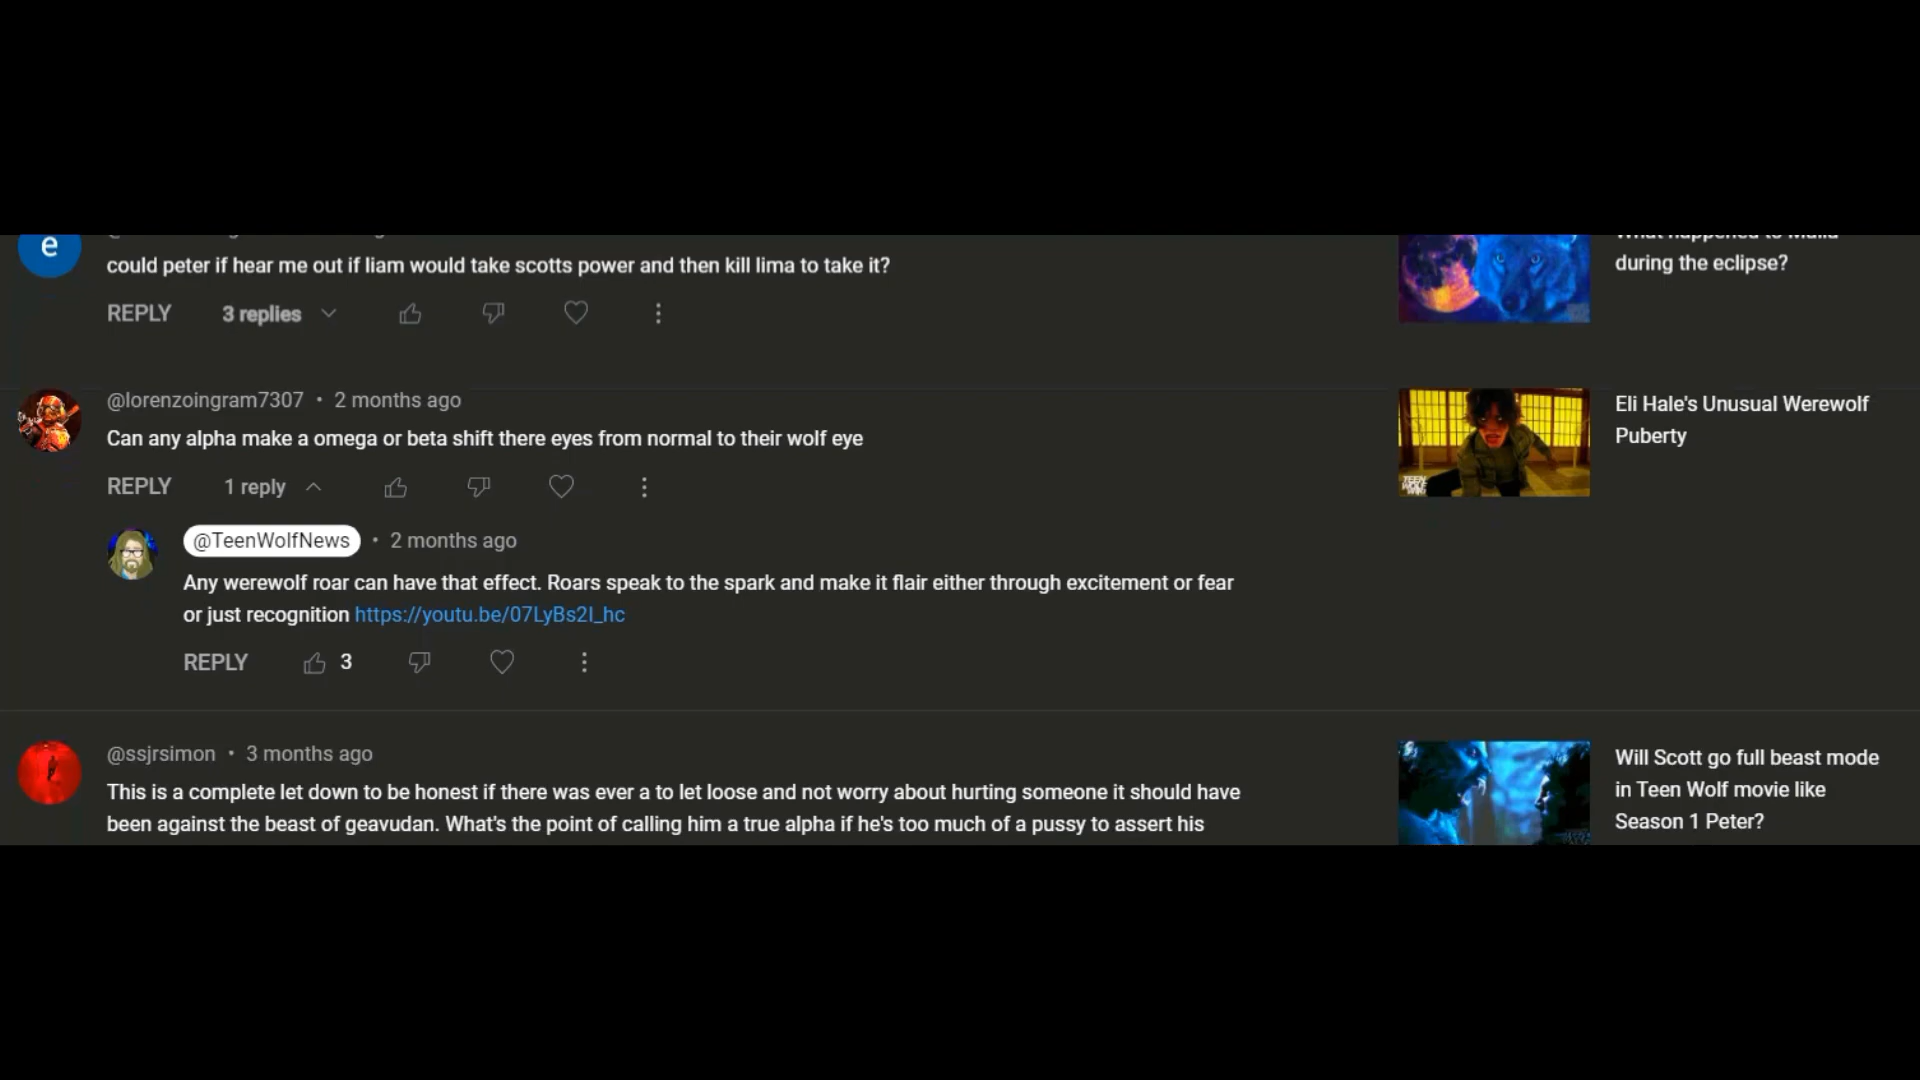 e
could peter if hear me out if liam would take scotts power and then kill lima to take it?
REPLY 3 replies
during the eclipse?
@lorenzoingram7307 • 2 months ago
Can any alpha make a omega or beta shift there eyes from normal to their wolf eye
REPLY 1 reply
Eli Hale's Unusual Werewolf
Puberty
@TeenWolfNews • 2 months ago
Any werewolf roar can have that effect. Roars speak to the spark and make it flair either through excitement or fear
or just recognition https://youtu.be/07LyBs2I_hc
REPLY 3
@ssjrsimon • 3 months ago
This is a complete let down to be honest if there was ever a to let loose and not worry about hurting someone it should have
been against the beast of geavudan. What's the point of calling him a true alpha if he's too much of a pussy to assert his
Will Scott go full beast mode
in Teen Wolf movie like
Season 1 Peter?